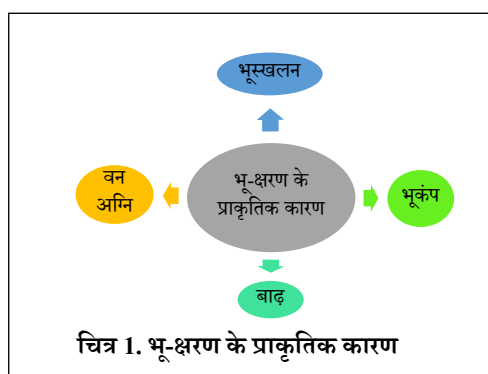 भूस्खलन
वन
अग्नि
भू-क्षरण के
प्राकृतिक कारण
भूकंप
बाढ़
चित्र 1. भू-क्षरण के प्राकृतिक कारण